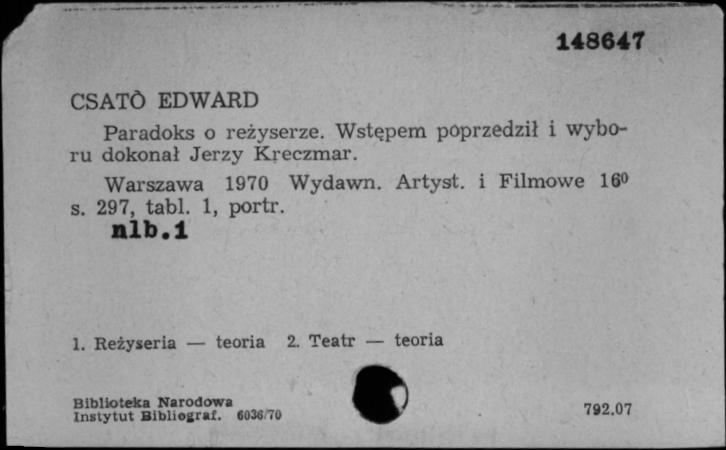 148647
CSATÒ EDWARD
Paradoks o reżyserze. Wstępem poprzedził i wybo-
ru dokonał Jerzy Kreczmar.
Warszawa 1970 Wydawn. Artyst. i Filmowe 16⁰
s. 297, tabl. 1, portr.
nlb.1
1. Reżyseria — teoria 2. Teatr — teoria
Biblioteka Narodowa
Instytut Bibliograf. 6036/70
792.07